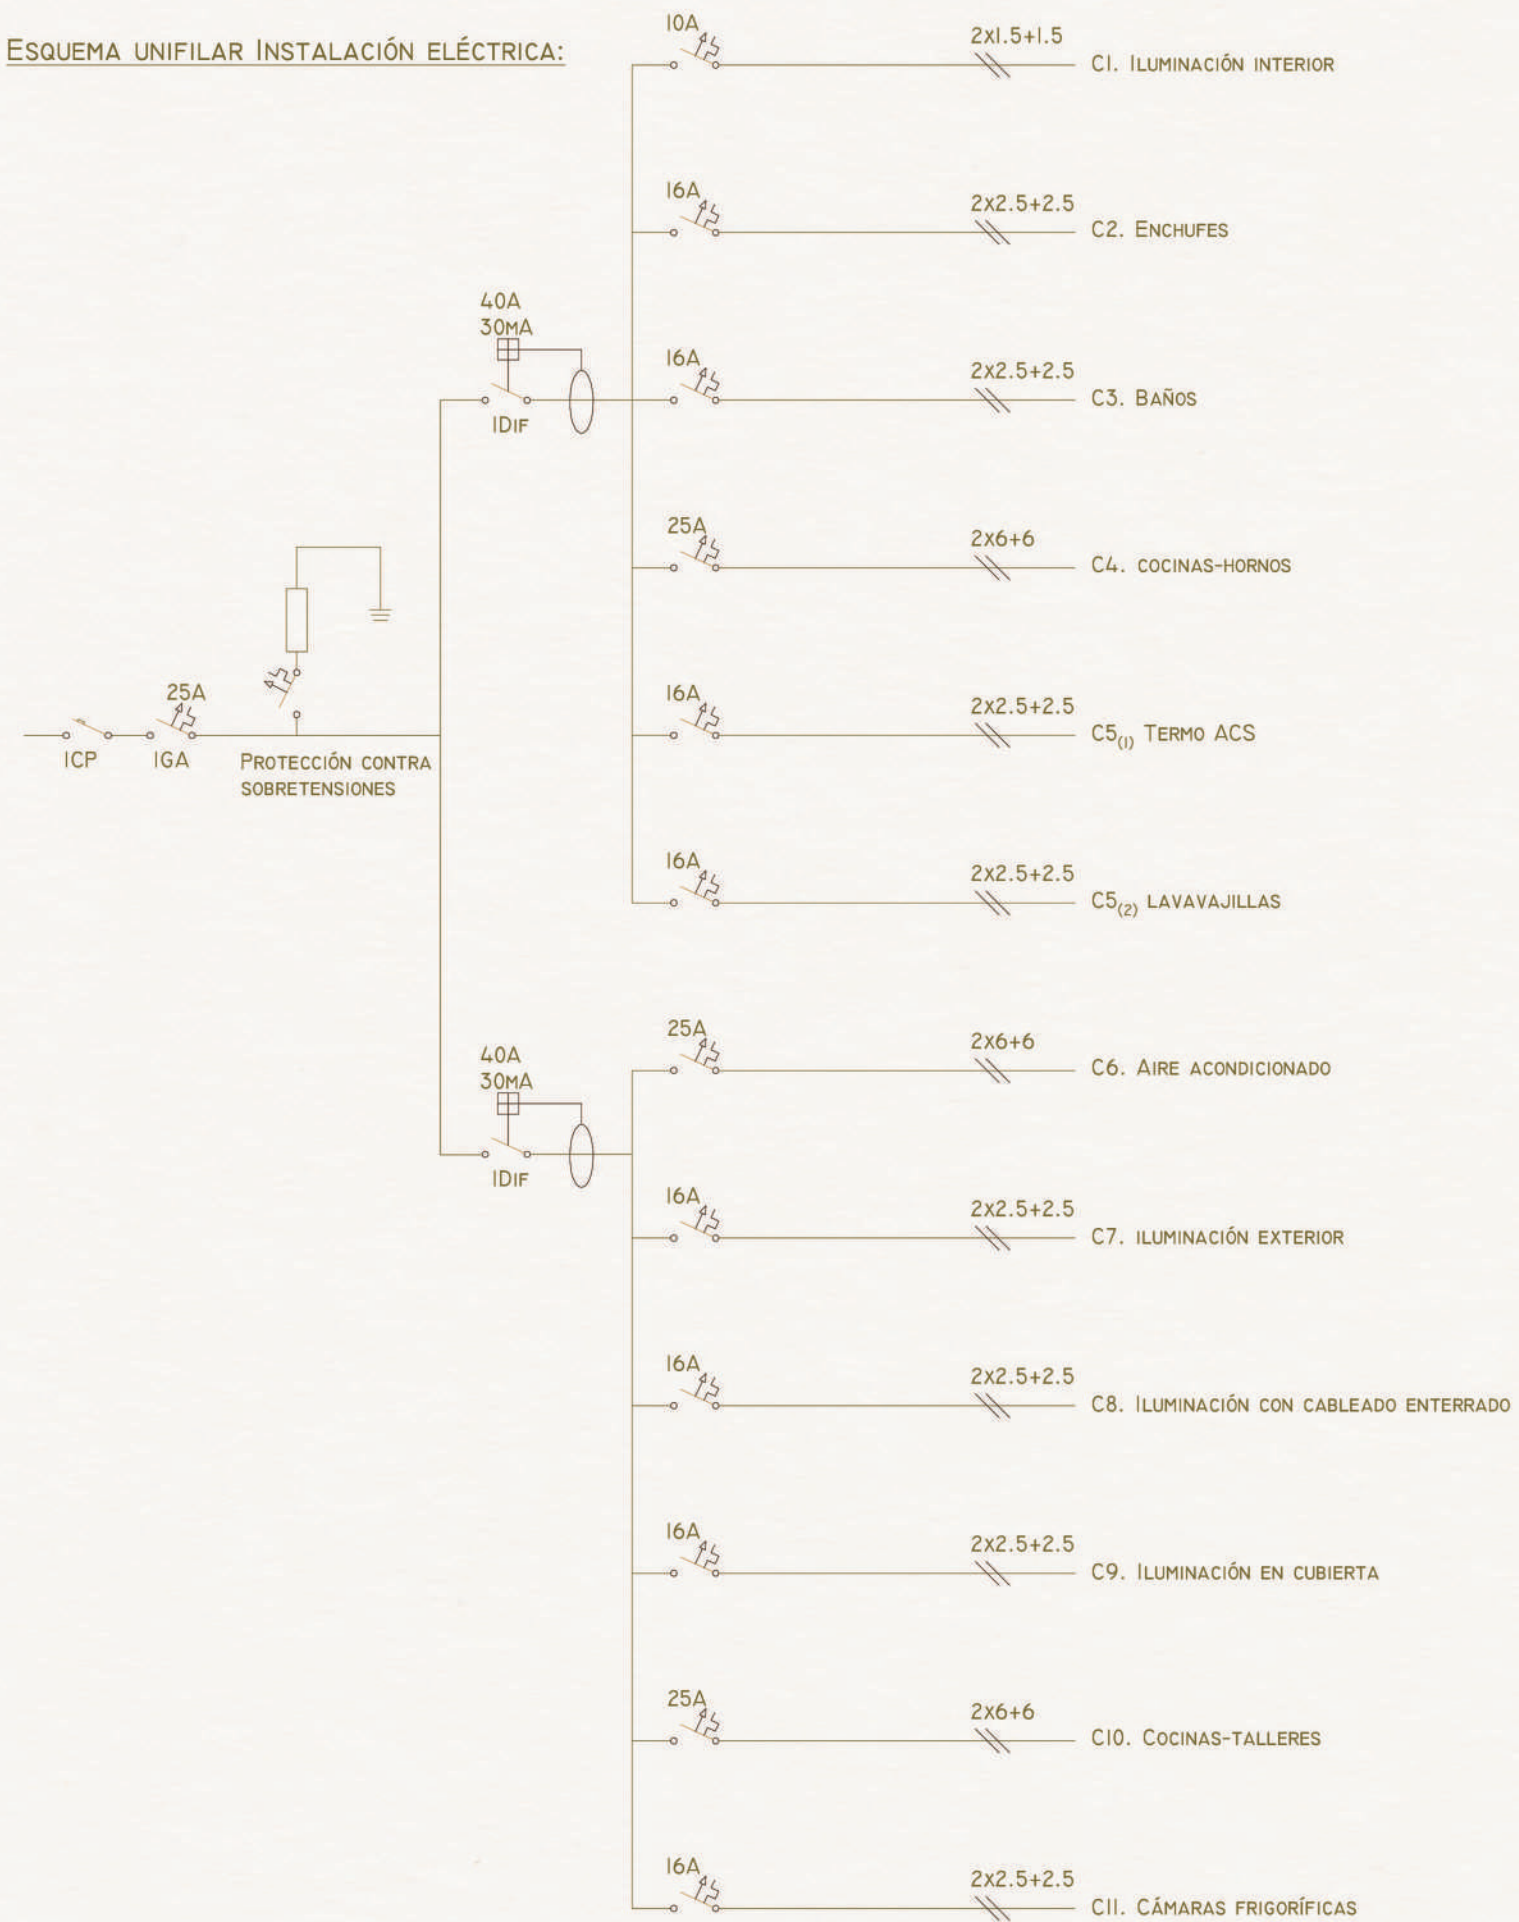 ESQUEMA UNIFILAR INSTALACIÓN ELÉCTRICA:
10A
2x1.5+1.5
C1. ILUMINACIÓN INTERIOR
16A
2x2.5+2.5
C2. ENCHUFES
40A
30MA
IDIF
16A
2x2.5+2.5
C3. BAÑOS
25A
2x6+6
C4. COCINAS-HORNOS
25A
ICP
IGA
PROTECCIÓN CONTRA
SOBRETENSIONES
16A
2x2.5+2.5
C5(1) TERMO ACS
16A
2x2.5+2.5
C5(2) LAVAVAJILLAS
40A
30MA
IDIF
25A
2x6+6
C6. AIRE ACONDICIONADO
16A
2x2.5+2.5
C7. ILUMINACIÓN EXTERIOR
16A
2x2.5+2.5
C8. ILUMINACIÓN CON CABLEADO ENTERRADO
16A
2x2.5+2.5
C9. ILUMINACIÓN EN CUBIERTA
25A
2x6+6
C10. COCINAS-TALLERES
16A
2x2.5+2.5
C11. CÁMARAS FRIGORÍFICAS